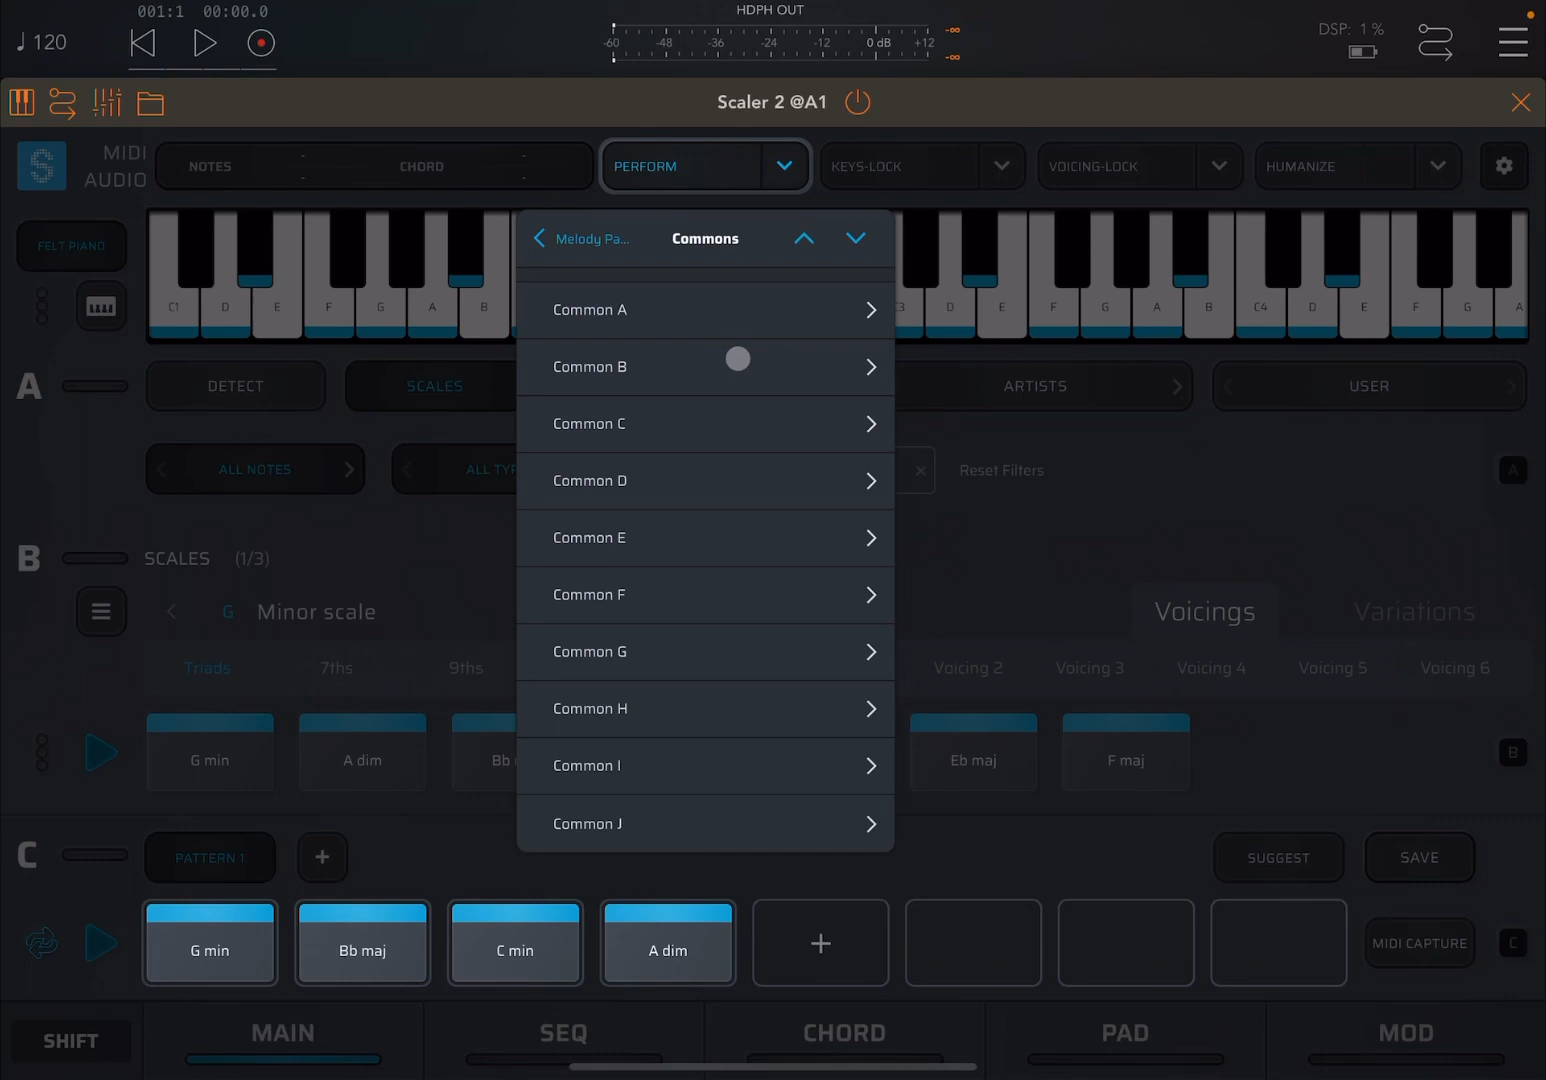 001:1 00:00.0
HDPH OUT
120
-60 -48 -36 -24 -12 0 dB +12
-∞
-∞
DSP: 1 %
Scaler 2 @A1
S
MIDI
AUDIO
NOTES - - CHORD - -
PERFORM
KEYS-LOCK
VOICING-LOCK
HUMANIZE
FELT PIANO
C1 D E F G A B
C3 D E F G A B C4 D E F G A
Melody Pa...
Commons
Common A
Common B
Common C
Common D
Common E
Common F
Common G
Common H
Common I
Common J
A
DETECT
SCALES
ARTISTS
USER
ALL NOTES
ALL TYP
Reset Filters
A
B
SCALES (1/3)
G Minor scale
Voicings
Variations
Triads 7ths 9ths
Voicing 2 Voicing 3 Voicing 4 Voicing 5 Voicing 6
G min A dim Bb Eb maj F maj
B
C
PATTERN 1
+
SUGGEST
SAVE
G min Bb maj C min A dim +
MIDI CAPTURE
C
SHIFT
MAIN SEQ CHORD PAD MOD